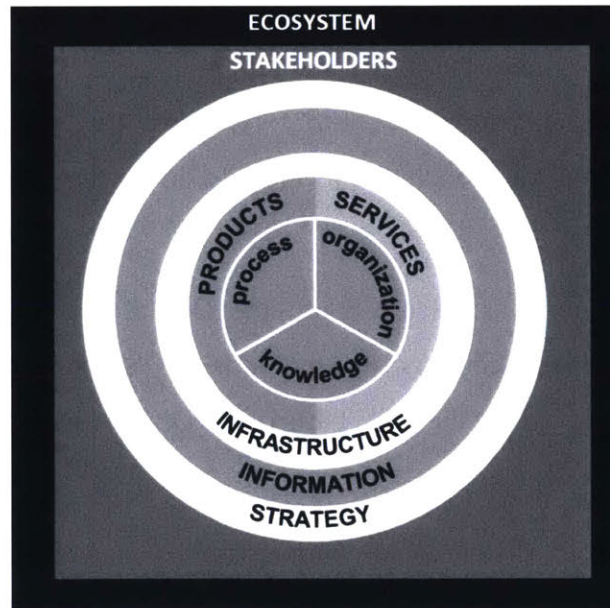 ECOSYSTEM
STAKEHOLDERS
PRODUCTS
SERVICES
process
organization
knowledge
INFRASTRUCTURE
INFORMATION
STRATEGY